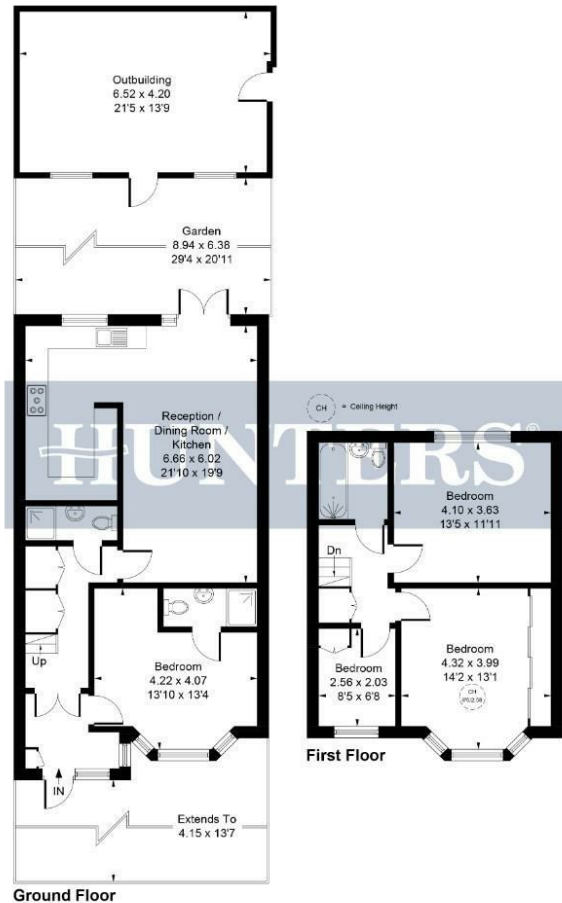 Outbuilding
6.52 x 4.20
21'5 x 13'9
Garden
8.94 x 6.38
29'4 x 20'11
Reception /
Dining Room /
Kitchen
6.66 x 6.02
21'10 x 19'9
HUNTERS®
CH = Ceiling Height
Bedroom
4.10 x 3.63
13'5 x 11'11
Dn
Up
Bedroom
4.22 x 4.07
13'10 x 13'4
Bedroom
2.56 x 2.03
8'5 x 6'8
Bedroom
4.32 x 3.99
14'2 x 13'1
CH
First Floor
IN
Extends To
4.15 x 13'7
Ground Floor